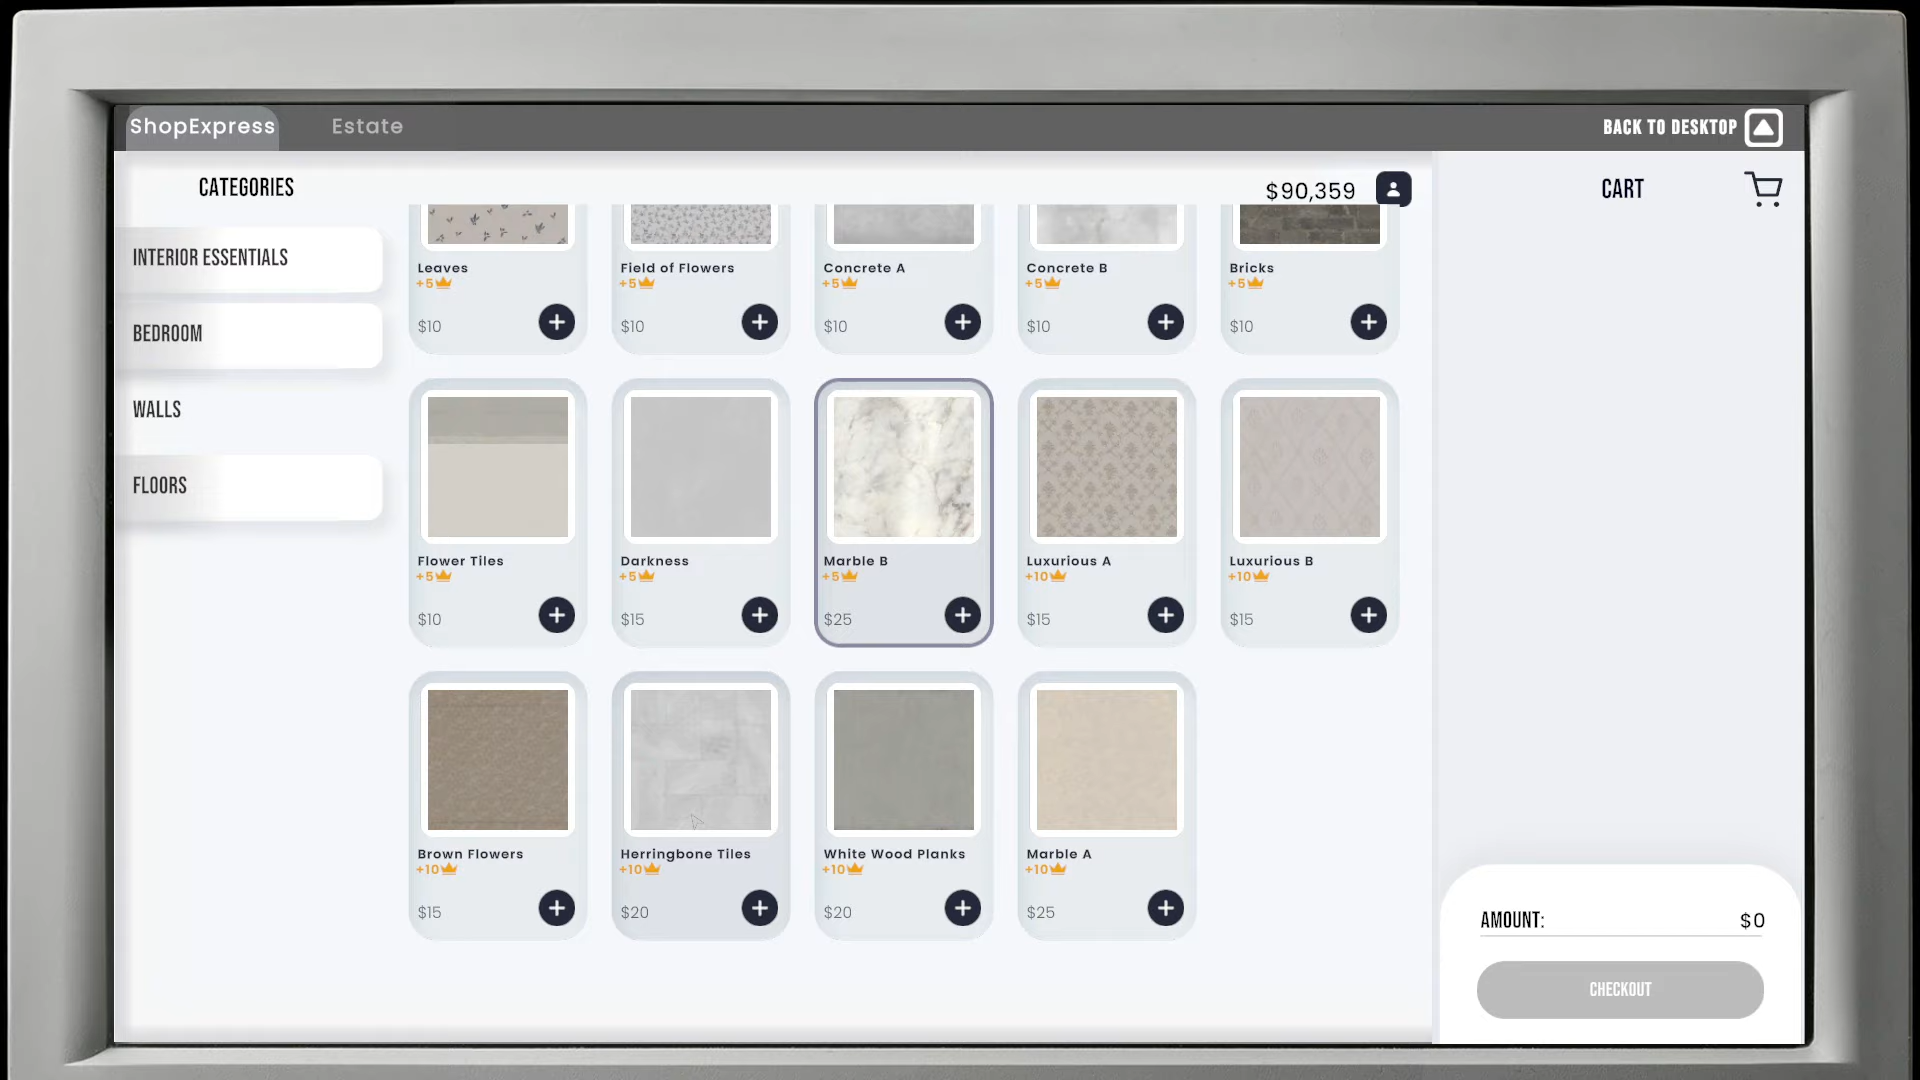 ShopExpress
Estate
BACK TO DESKTOP
CATEGORIES
$90,359
CART
INTERIOR ESSENTIALS
BEDROOM
WALLS
FLOORS
Leaves
+5
$10
Field of Flowers
+5
$10
Concrete A
+5
$10
Concrete B
+5
$10
Bricks
+5
$10
Flower Tiles
+5
$10
Darkness
+5
$15
Marble B
+5
$25
Luxurious A
+10
$15
Luxurious B
+10
$15
Brown Flowers
+10
$15
Herringbone Tiles
+10
$20
White Wood Planks
+10
$20
Marble A
+10
$25
AMOUNT:
$0
CHECKOUT